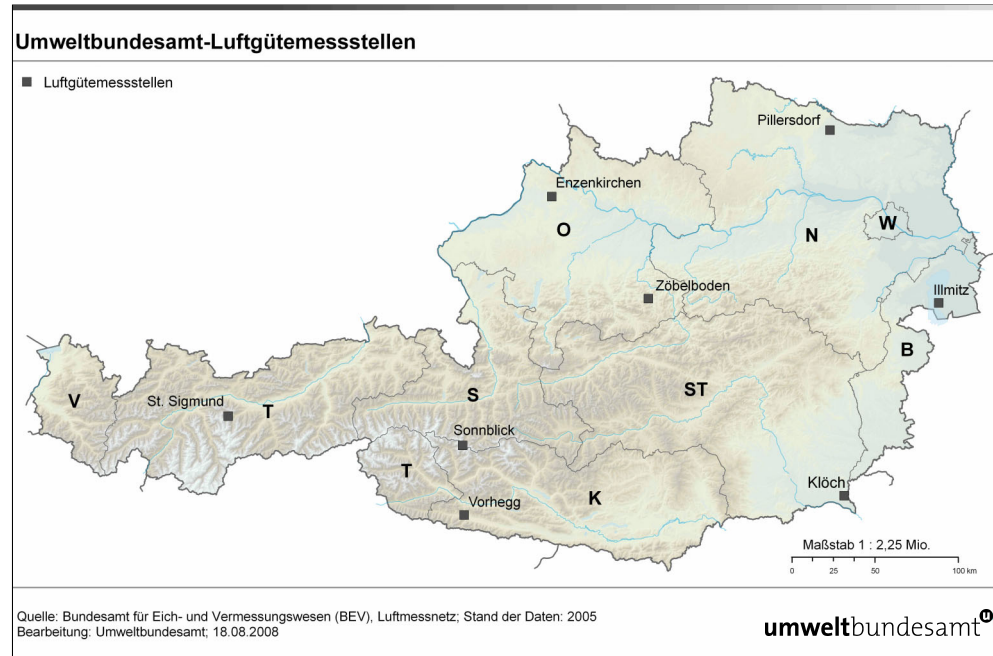 Umweltbundesamt-Luftgütemessstellen
Luftgütemessstellen
Pillersdorf
Enzenkirchen
W
O
N
Zöbelboden
Illmitz
B
V
St. Sigmund
T
S
ST
Sonnblick
T
K
Klöch
Vorhegg
Maßstab 1 : 2,25 Mio.
0 25 50 100 km
Quelle: Bundesamt für Eich- und Vermessungswesen (BEV), Luftmessnetz; Stand der Daten: 2005
Bearbeitung: Umweltbundesamt; 18.08.2008
umweltbundesamt U